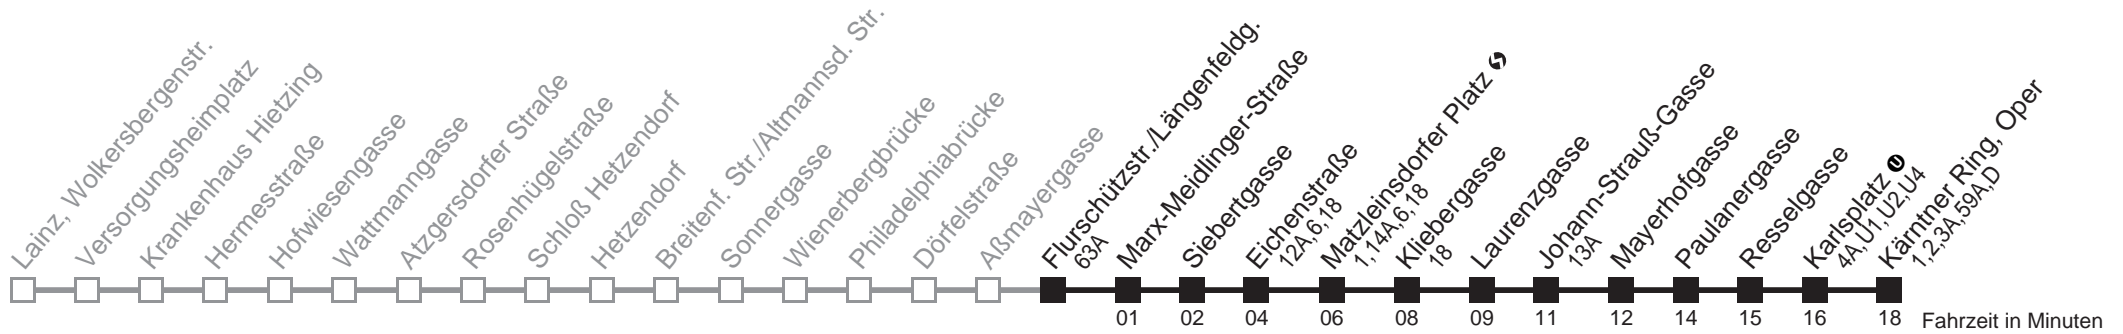 Lainz, Wolkersbergenstr.
Versorgungsheimplatz
Krankenhaus Hietzing
Hermesstraße
Hofwiesengasse
Wattmanngasse
Atzgersdorfer Straße
Rosenhügelstraße
Schloß Hetzendorf
Hetzendorf
Breitenf. Str./Altmannsd. Str.
Sonnergasse
Wienerbergbrücke
Philadelphiabrücke
Dörfelstraße
Aßmayergasse
Flurschützstr./Längenfeldg.
63A
Marx-Meidlinger-Straße
Siebertgasse
Eichenstraße
12A,6,18
Matzleinsdorfer Platz
1,14A,6,18
Kliebergasse
18
Laurenzgasse
Johann-Strauß-Gasse
13A
Mayerhofgasse
Paulanergasse
Resselgasse
Karlsplatz U
4A,U1,U2,U4
Kärntner Ring, Oper
1,2,3A,59A,D
01 02 04 06 08 09 11 12 14 15 16 18 Fahrzeit in Minuten